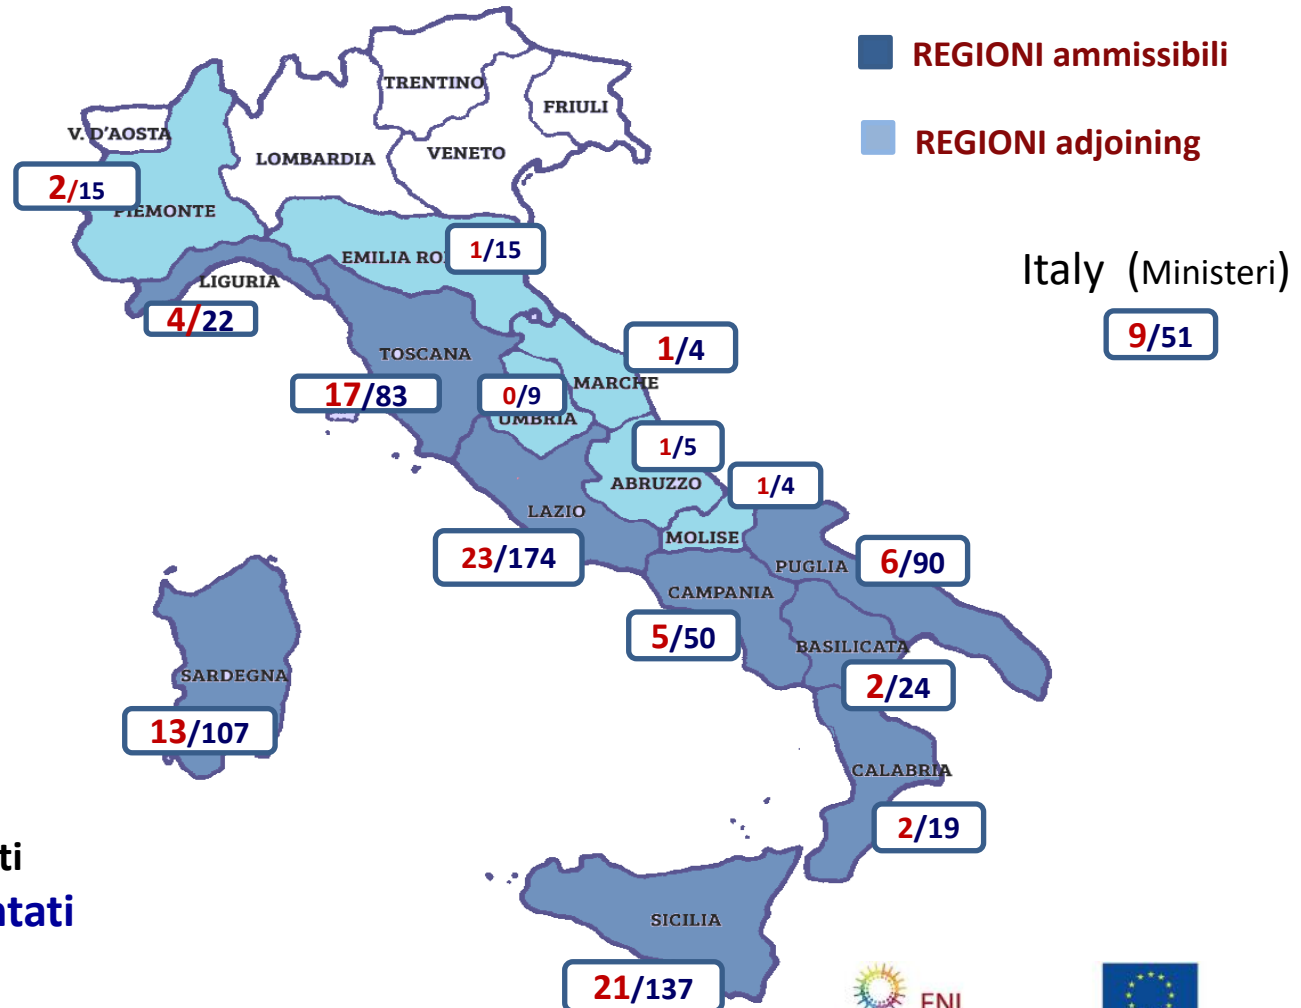 REGIONI ammissibili
REGIONI adjoining
TRENTINO
FRIULI
V. D'AOSTA
LOMBARDIA
VENETO
2/15
PIEMONTE
EMILIA RO
1/15
Italy (Ministeri)
9/51
LIGURIA
4/22
TOSCANA
1/4
MARCHE
17/83
0/9
UMBRIA
1/5
ABRUZZO
1/4
LAZIO
MOLISE
23/174
PUGLIA
6/90
CAMPANIA
5/50
BASILICATA
2/24
SARDEGNA
13/107
CALABRIA
2/19
ti
tati
SICILIA
21/137
ENI